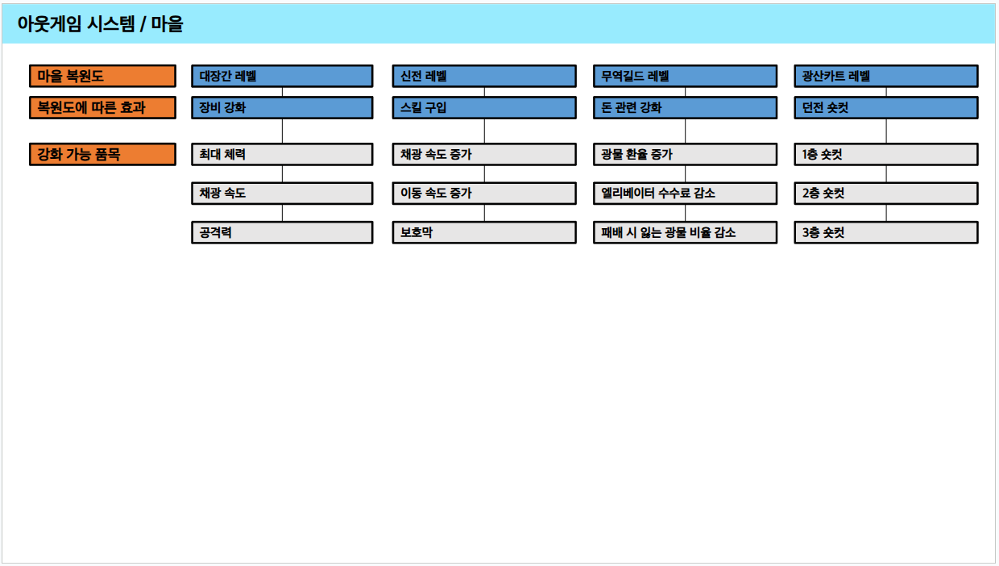 아웃게임 시스템 / 마을
마을 복원도
대장간 레벨
신전 레벨
무역길드 레벨
광산카트 레벨
복원도에 따른 효과
장비 강화
스킬 구입
돈 관련 강화
던전 숏컷
강화 가능 품목
최대 체력
채광 속도 증가
광물 환율 증가
1층 숏컷
채광 속도
이동 속도 증가
엘리베이터 수수료 감소
2층 숏컷
공격력
보호막
패배 시 잃는 광물 비율 감소
3층 숏컷